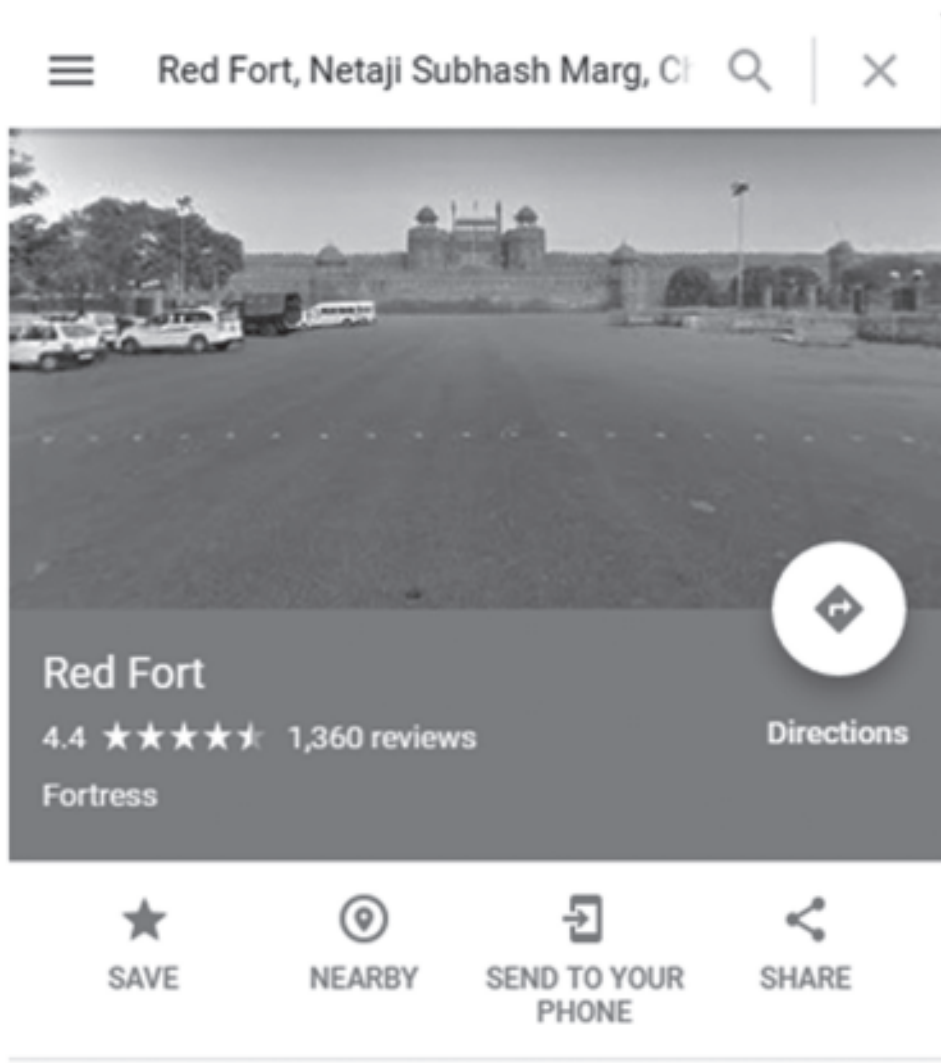 Red Fort, Netaji Subhash Marg,
Red Fort
4.4 1,360 reviews
Directions
Fortress
SAVE NEARBY SEND TO YOUR PHONE SHARE